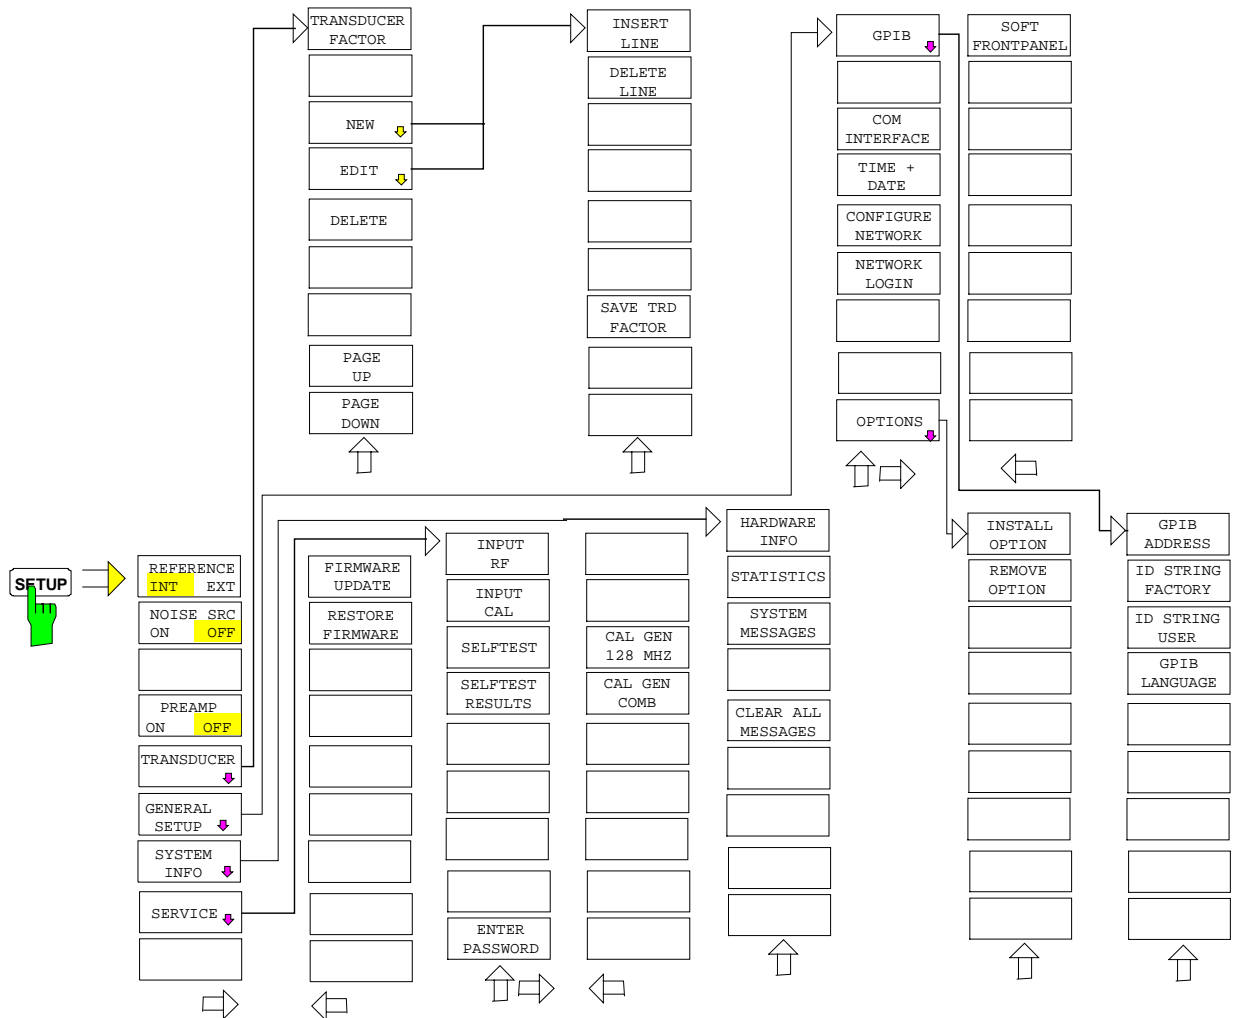 TRANSDUCER
FACTOR
NEW
EDIT
DELETE
PAGE
UP
PAGE
DOWN
INSERT
LINE
DELETE
LINE
SAVE TRD
FACTOR
GPIB
COM
INTERFACE
TIME +
DATE
CONFIGURE
NETWORK
NETWORK
LOGIN
OPTIONS
SOFT
FRONTPANEL
SETUP
REFERENCE
INT EXT
NOISE SRC
ON OFF
PREAMP
ON OFF
TRANSDUCER
GENERAL
SETUP
SYSTEM
INFO
SERVICE
FIRMWARE
UPDATE
RESTORE
FIRMWARE
INPUT
RF
INPUT
CAL
SELFTEST
SELFTEST
RESULTS
ENTER
PASSWORD
CAL GEN
128 MHZ
CAL GEN
COMB
HARDWARE
INFO
STATISTICS
SYSTEM
MESSAGES
CLEAR ALL
MESSAGES
INSTALL
OPTION
REMOVE
OPTION
GPIB
ADDRESS
ID STRING
FACTORY
ID STRING
USER
GPIB
LANGUAGE